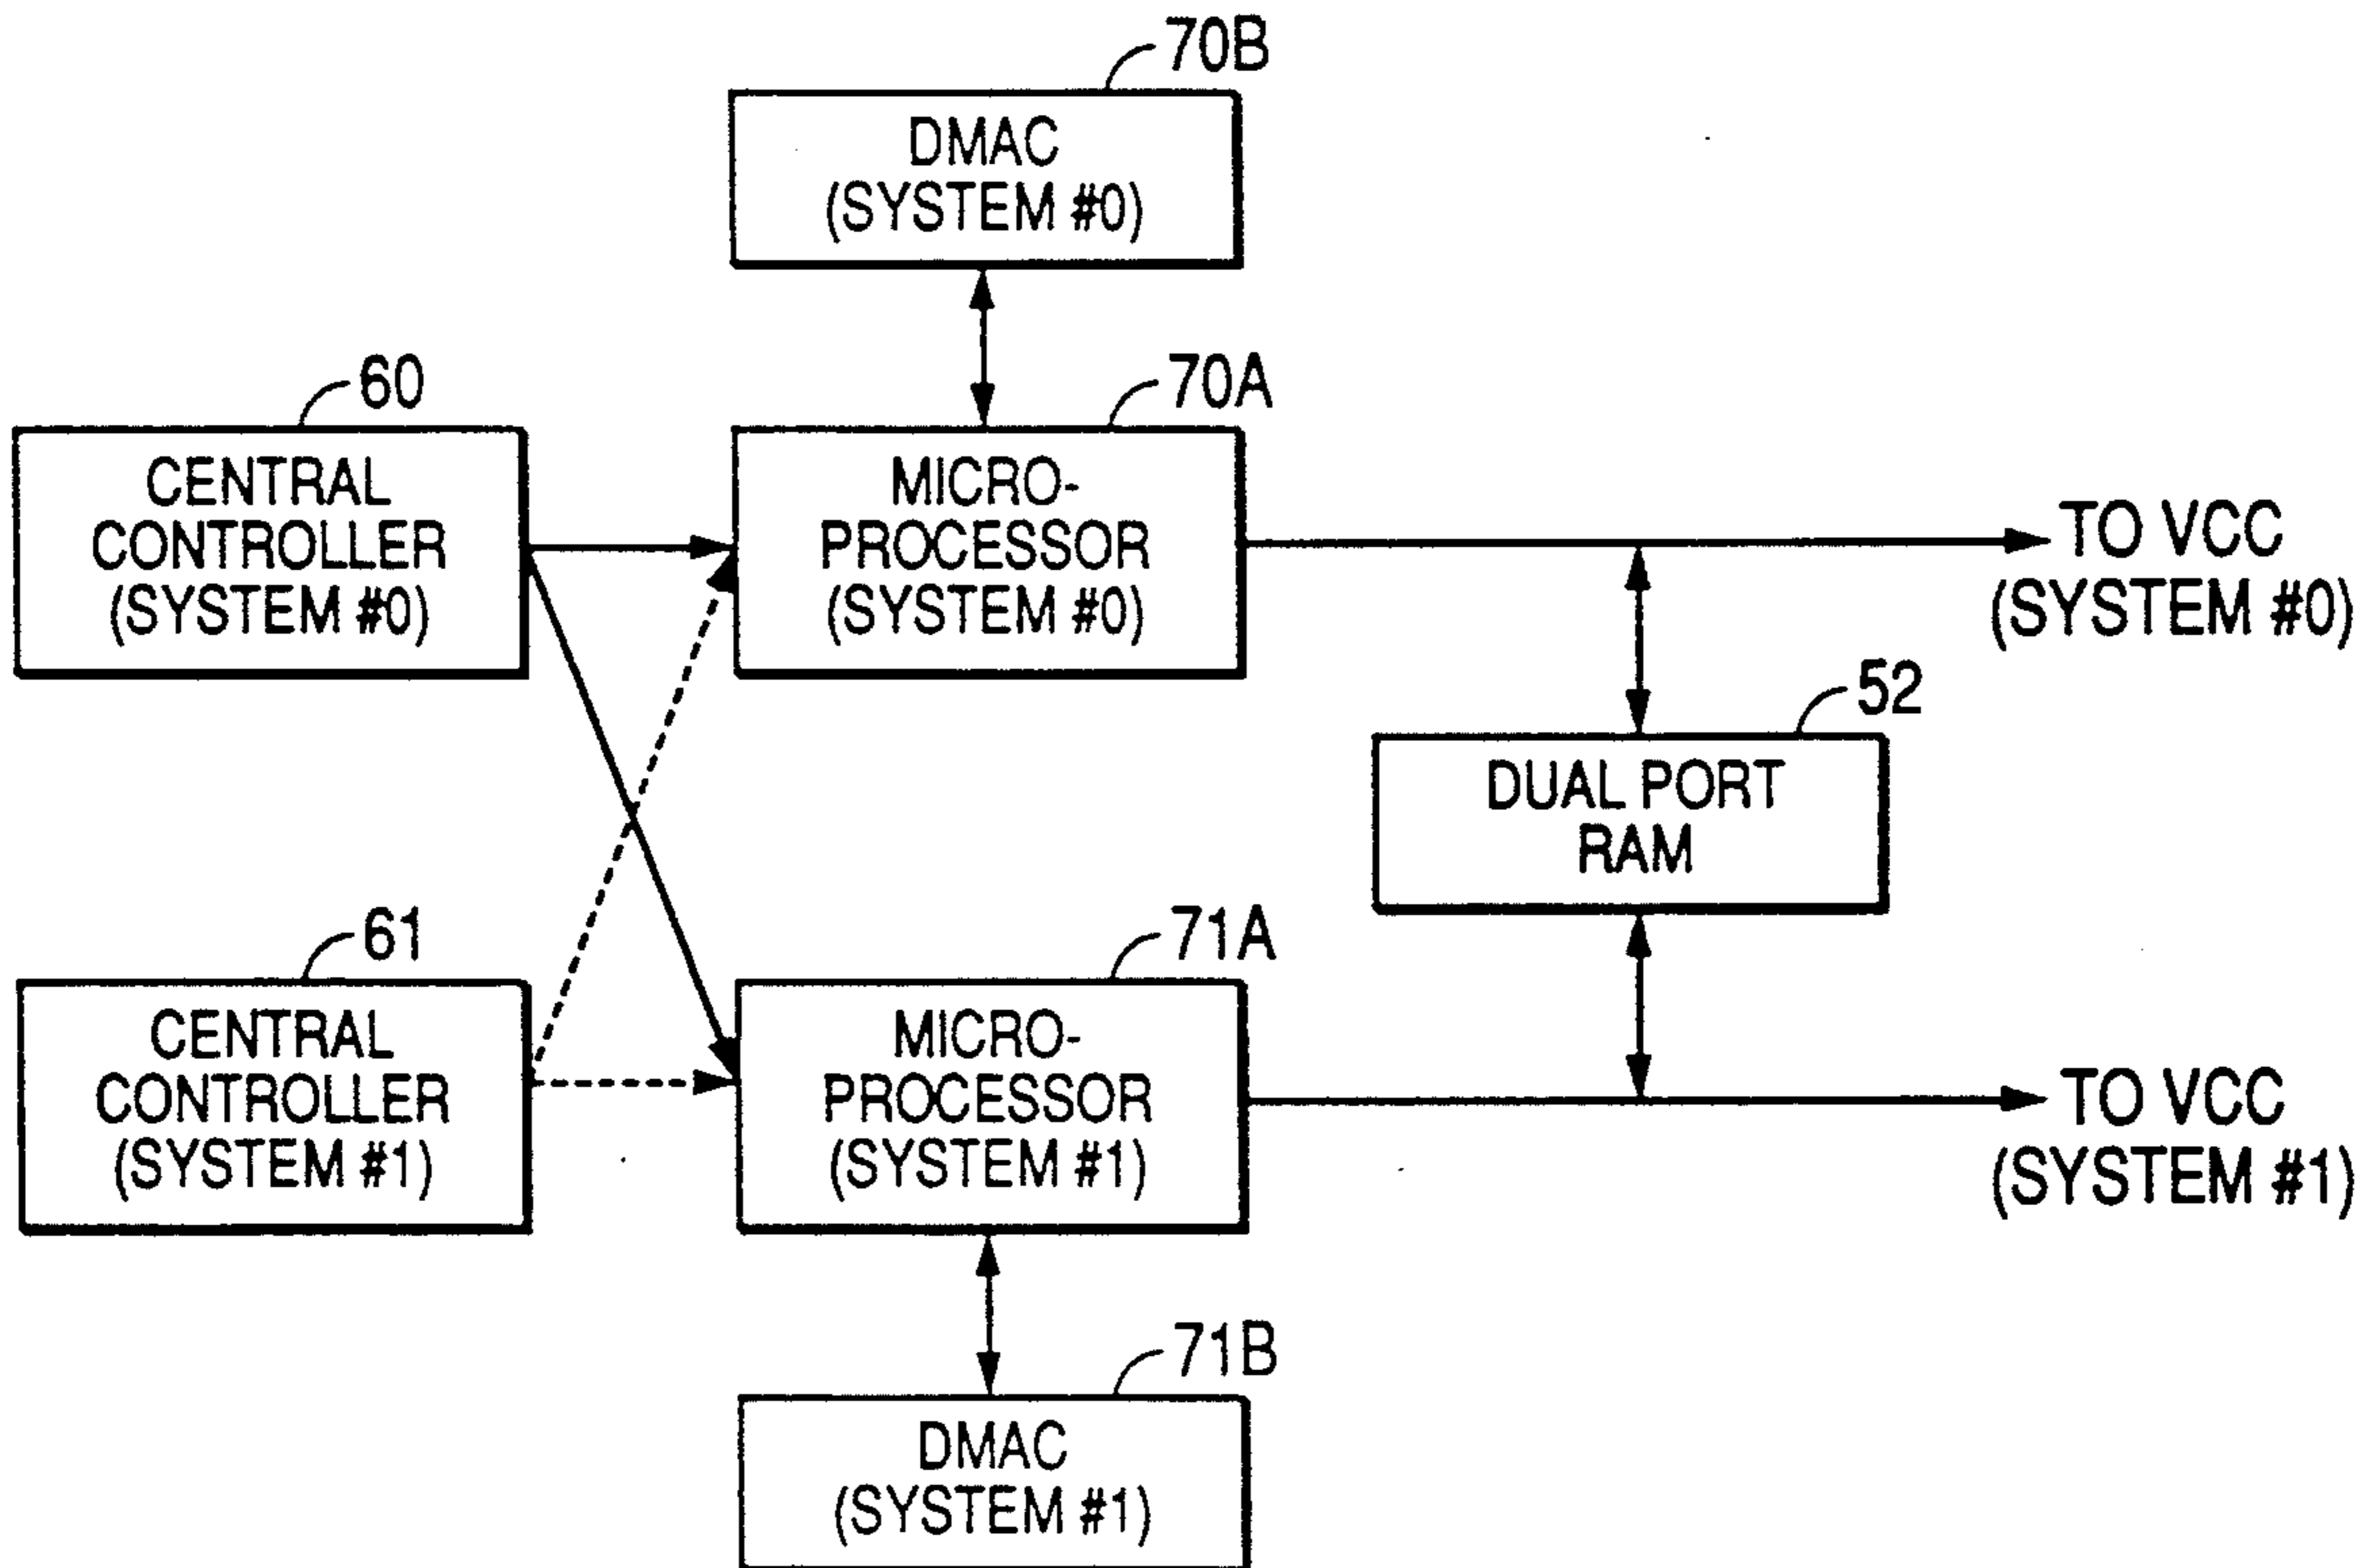 70B
DMAC
(SYSTEM #0)
60
70A
CENTRAL
CONTROLLER
(SYSTEM #0)
MICRO-
PROCESSOR
(SYSTEM #0)
TO VCC
(SYSTEM #0)
52
DUAL PORT
RAM
61
71A
CENTRAL
CONTROLLER
(SYSTEM #1)
MICRO-
PROCESSOR
(SYSTEM #1)
TO VCC
(SYSTEM #1)
71B
DMAC
(SYSTEM #1)